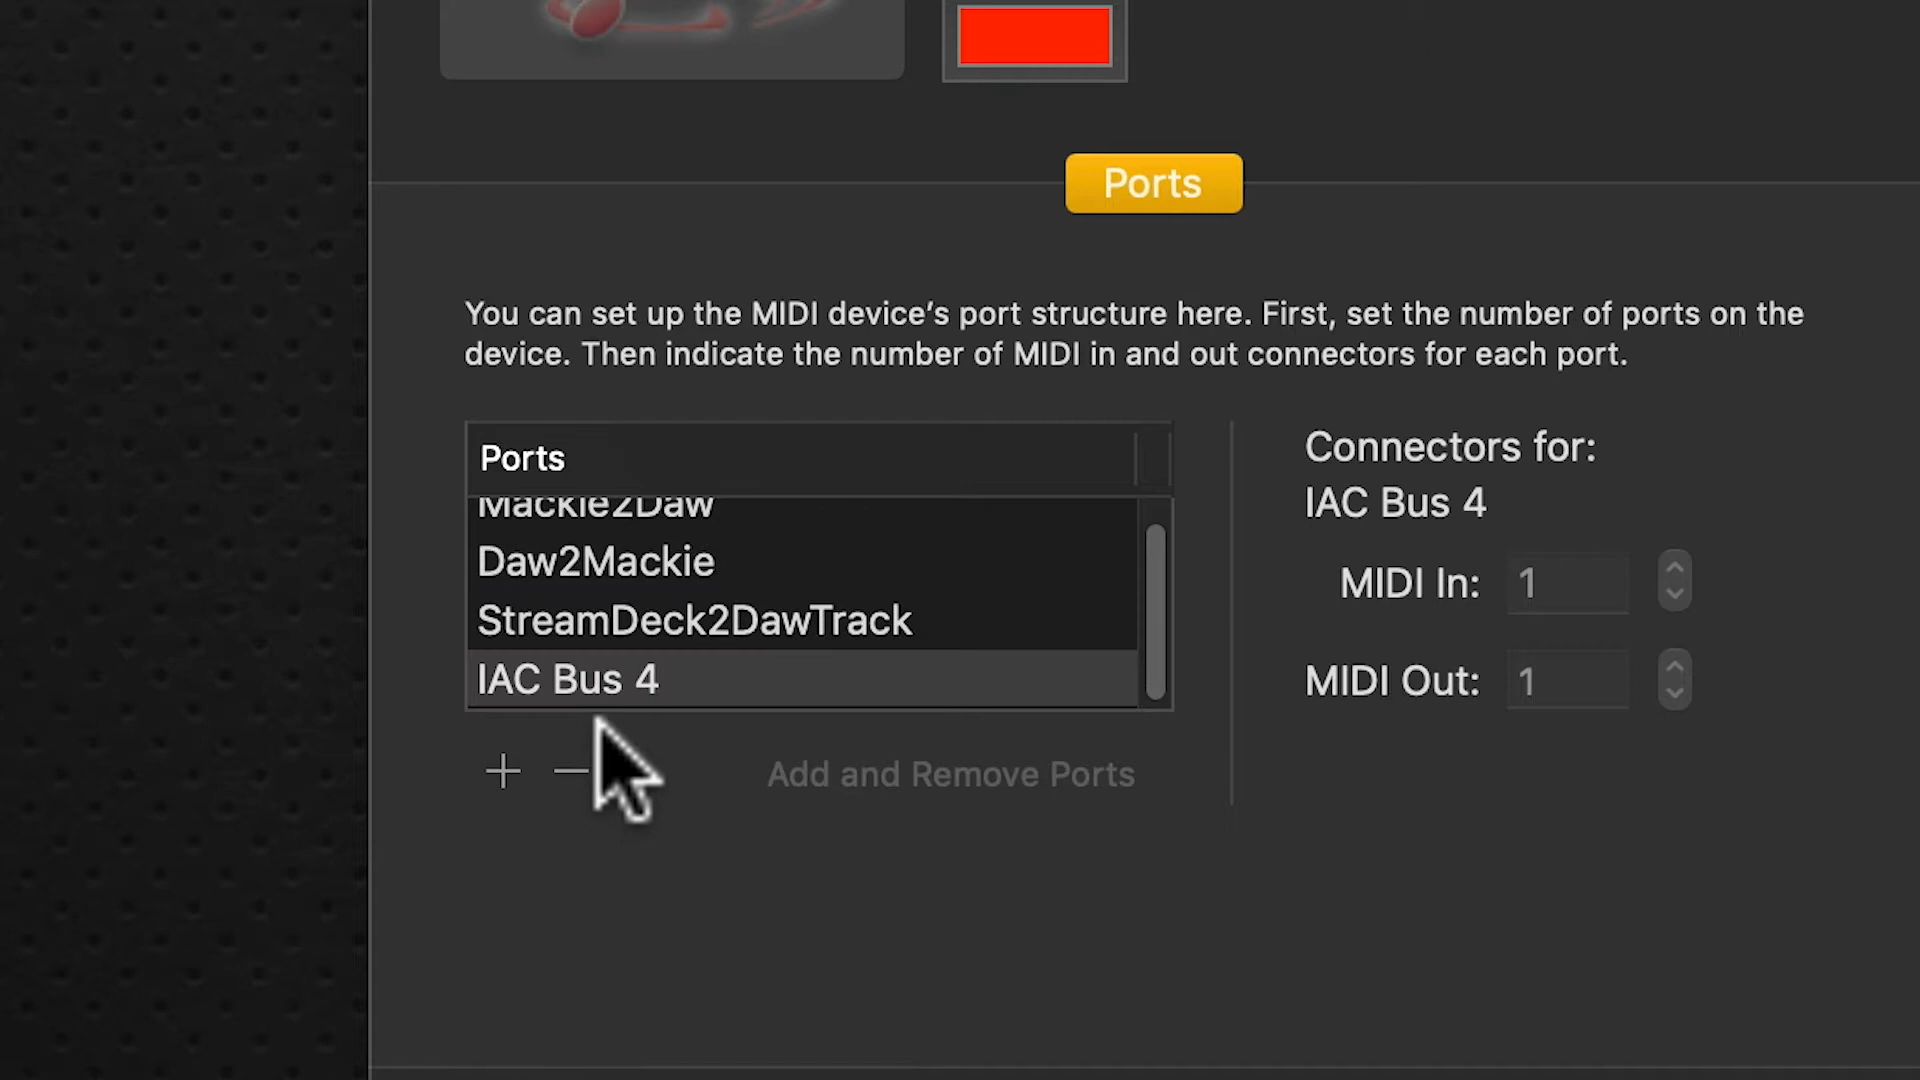 Ports
You can set up the MIDI device’s port structure here. First, set the number of ports on the
device. Then indicate the number of MIDI in and out connectors for each port.
Ports
Mackie2Daw
Daw2Mackie
StreamDeck2DawTrack
IAC Bus 4
Add and Remove Ports
Connectors for:
IAC Bus 4
MIDI In: 1
MIDI Out: 1